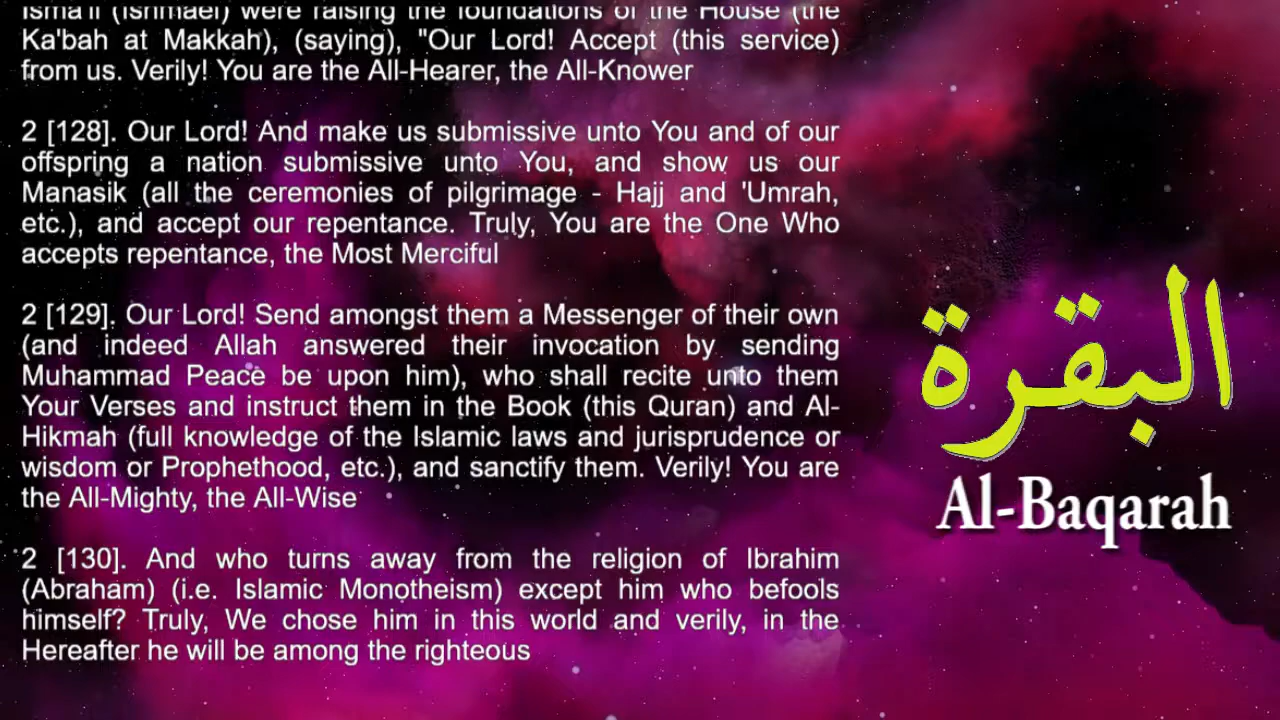 Isma'il (Ishmael) were raising the foundations of the House (the
Ka'bah at Makkah), (saying), "Our Lord! Accept (this service)
from us. Verily! You are the All-Hearer, the All-Knower
2 [128]. Our Lord! And make us submissive unto You and of our
offspring a nation submissive unto You, and show us our
Manasik (all the ceremonies of pilgrimage - Hajj and 'Umrah,
etc.), and accept our repentance. Truly, You are the One Who
accepts repentance, the Most Merciful
2 [129]. Our Lord! Send amongst them a Messenger of their own
(and indeed Allah answered their invocation by sending
Muhammad Peace be upon him), who shall recite unto them
Your Verses and instruct them in the Book (this Quran) and Al-
Hikmah (full knowledge of the Islamic laws and jurisprudence or
wisdom or Prophethood, etc.), and sanctify them. Verily! You are
the All-Mighty, the All-Wise
2 [130]. And who turns away from the religion of Ibrahim
(Abraham) (i.e. Islamic Monotheism) except him who befools
himself? Truly, We chose him in this world and verily, in the
Hereafter he will be among the righteous
البقرة
Al-Baqarah